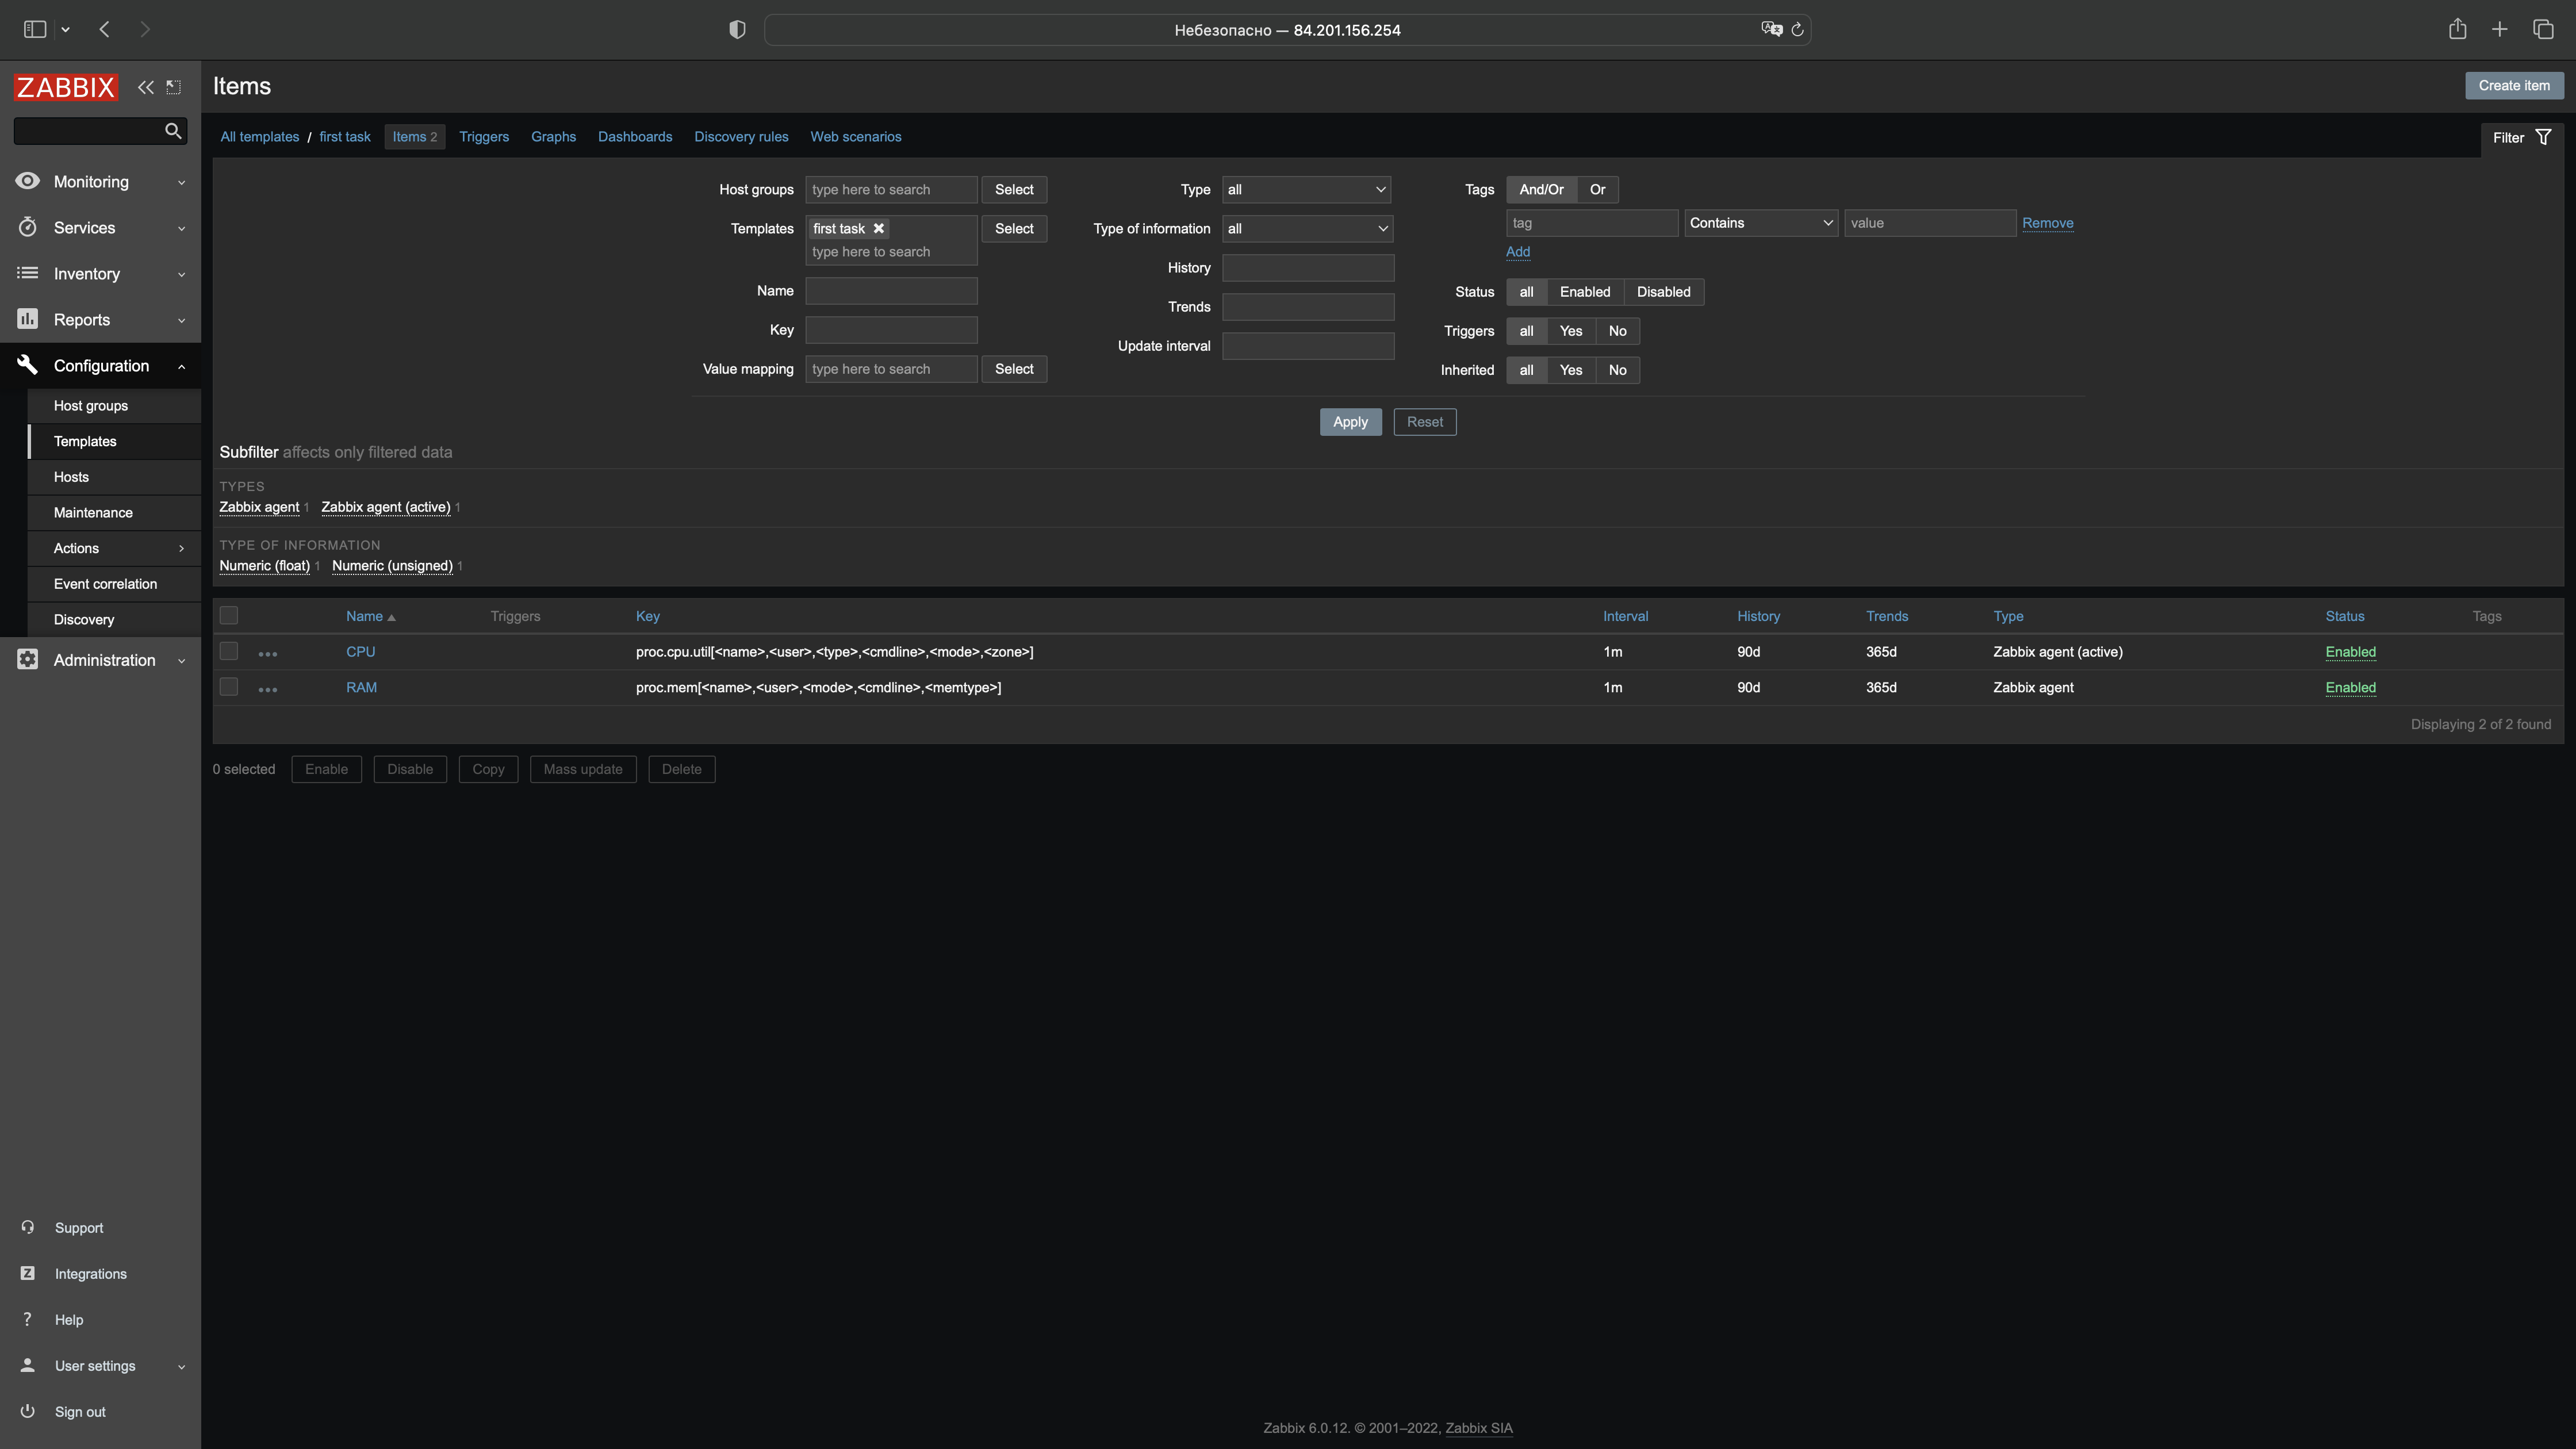 Небезопасно — 84.201.156.254
ZABBIX
Items
Create item
All templates / first task Items 2 Triggers Graphs Dashboards Discovery rules Web scenarios
Filter
Monitoring
Services
Inventory
Reports
Configuration
Host groups
Templates
Hosts
Maintenance
Actions
Event correlation
Discovery
Administration
Support
Integrations
Help
User settings
Sign out
Host groups type here to search Select
Templates first task Select
type here to search
Name
Key
Value mapping type here to search Select
Type all
Type of information all
History
Trends
Update interval
Tags And/Or Or
tag Contains value Remove
Add
Status all Enabled Disabled
Triggers all Yes No
Inherited all Yes No
Apply Reset
Subfilter affects only filtered data
TYPES
Zabbix agent 1 Zabbix agent (active) 1
TYPE OF INFORMATION
Numeric (float) 1 Numeric (unsigned) 1
Name Triggers Key Interval History Trends Type Status Tags
CPU proc.cpu.util[<name>,<user>,<type>,<cmdline>,<mode>,<zone>] 1m 90d 365d Zabbix agent (active) Enabled
RAM proc.mem[<name>,<user>,<mode>,<cmdline>,<memtype>] 1m 90d 365d Zabbix agent Enabled
Displaying 2 of 2 found
0 selected Enable Disable Copy Mass update Delete
Zabbix 6.0.12. © 2001–2022, Zabbix SIA